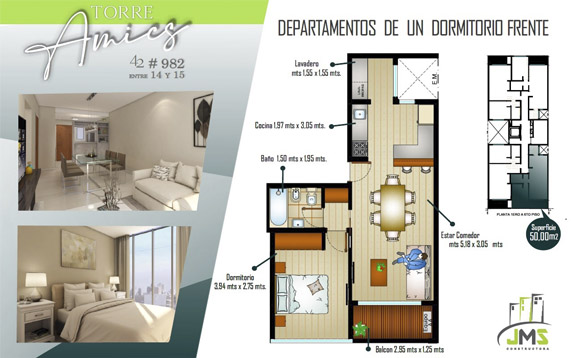 TORRE
Amics
42 # 982
ENTRE 14 Y 15
DEPARTAMENTOS DE UN DORMITORIO FRENTE
Lavadero
mts 1.55 x 1.55 mts.
E.M.
Cocina 1.97 mts x 3.05 mts.
Baño 1.50 mts x 1.95 mts.
Estar Comedor
mts 5,18 x 3.05 mts
Dormitorio
3.94 mts x 2,75 mts.
Balcon 2.95 mts x 1.25 mts
Superficie
50.00m2
JMS
CONSTRUCTORA